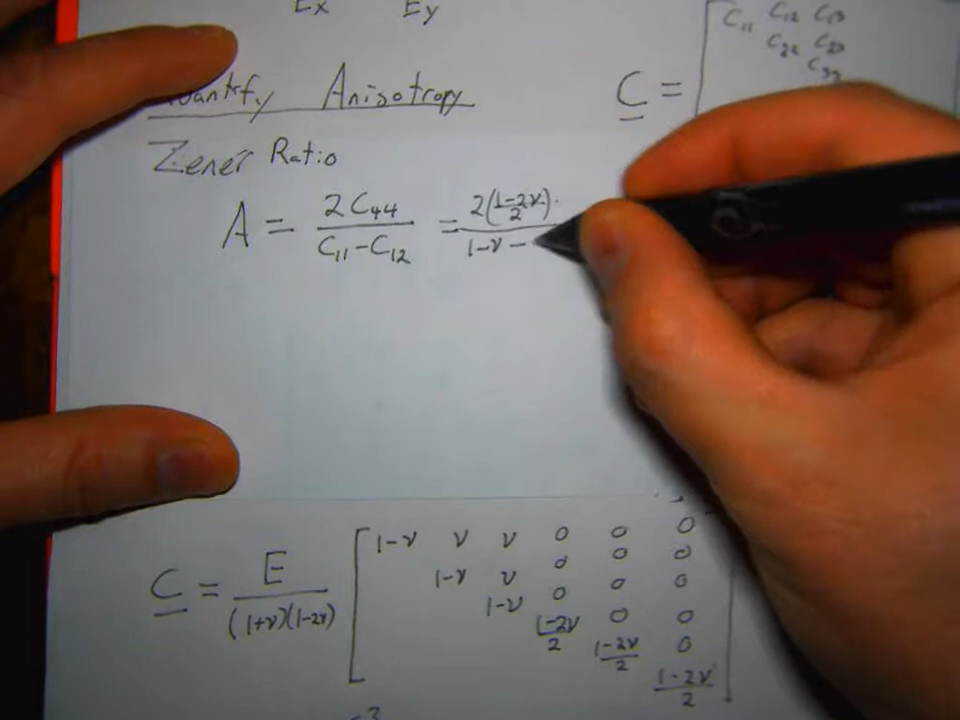 Ex Ey
C11 C12 C13
C22 C23
C33
C =
Anisotropy
Zener Ratio
A = 2C44 / C11-C12 = 2(1-2ν/2) / 1-ν-
C = E / (1+ν)(1-2ν) [ 1-ν ν ν 0 0 0
1-ν ν 0 0 0
1-ν 0 0 0
1-2ν/2 0 0
1-2ν/2 0
1-2ν/2